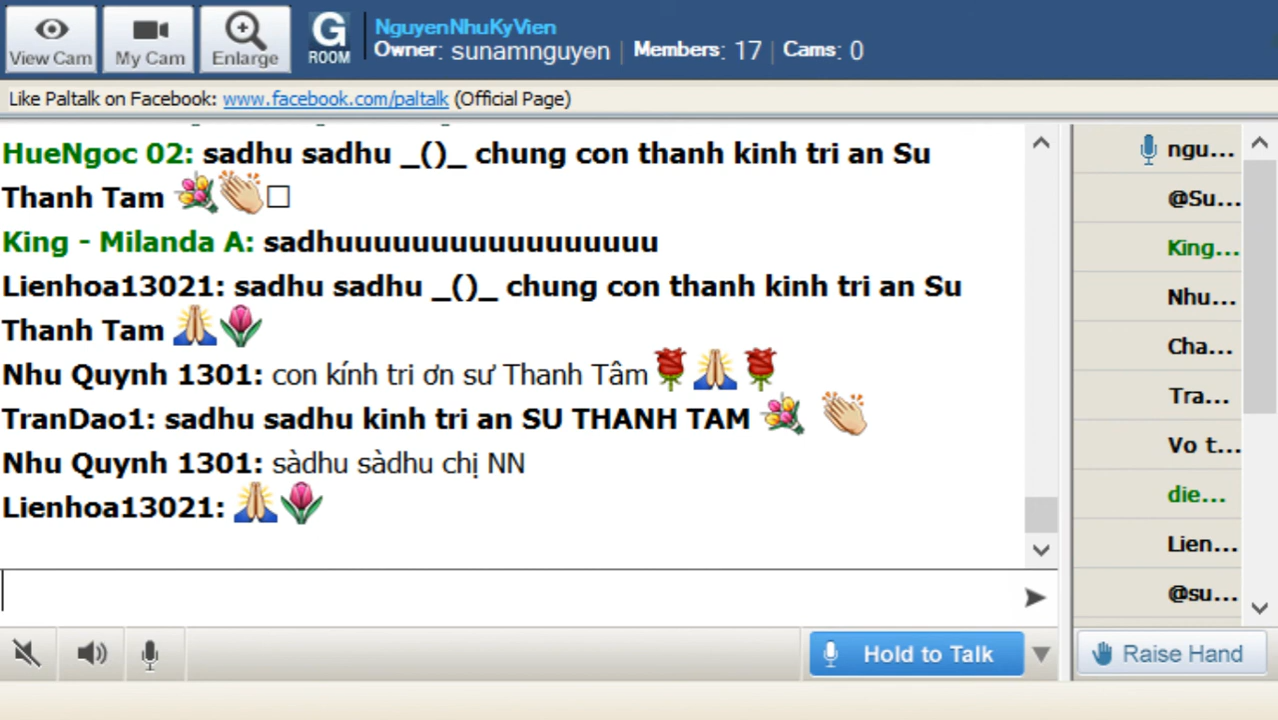 NguyenNhuKyVien
View Cam My Cam Enlarge G ROOM Owner: sunamnguyen | Members: 17 | Cams: 0
Like Paltalk on Facebook: www.facebook.com/paltalk (Official Page)
HueNgoc 02: sadhu sadhu _()_ chung con thanh kinh tri an Su
Thanh Tam 💐👏□
King - Milanda A: sadhuuuuuuuuuuuuuuuuu
Lienhoa13021: sadhu sadhu _()_ chung con thanh kinh tri an Su
Thanh Tam 🙏🌷
Nhu Quynh 1301: con kính tri ơn sư Thanh Tâm🌹🙏🌹
TranDao1: sadhu sadhu kinh tri an SU THANH TAM 💐 👏
Nhu Quynh 1301: sàdhu sàdhu chị NN
Lienhoa13021: 🙏🌷
ngu...
@Su...
King...
Nhu...
Cha...
Tra...
Vo t...
die...
Lien...
@su...
Hold to Talk
Raise Hand